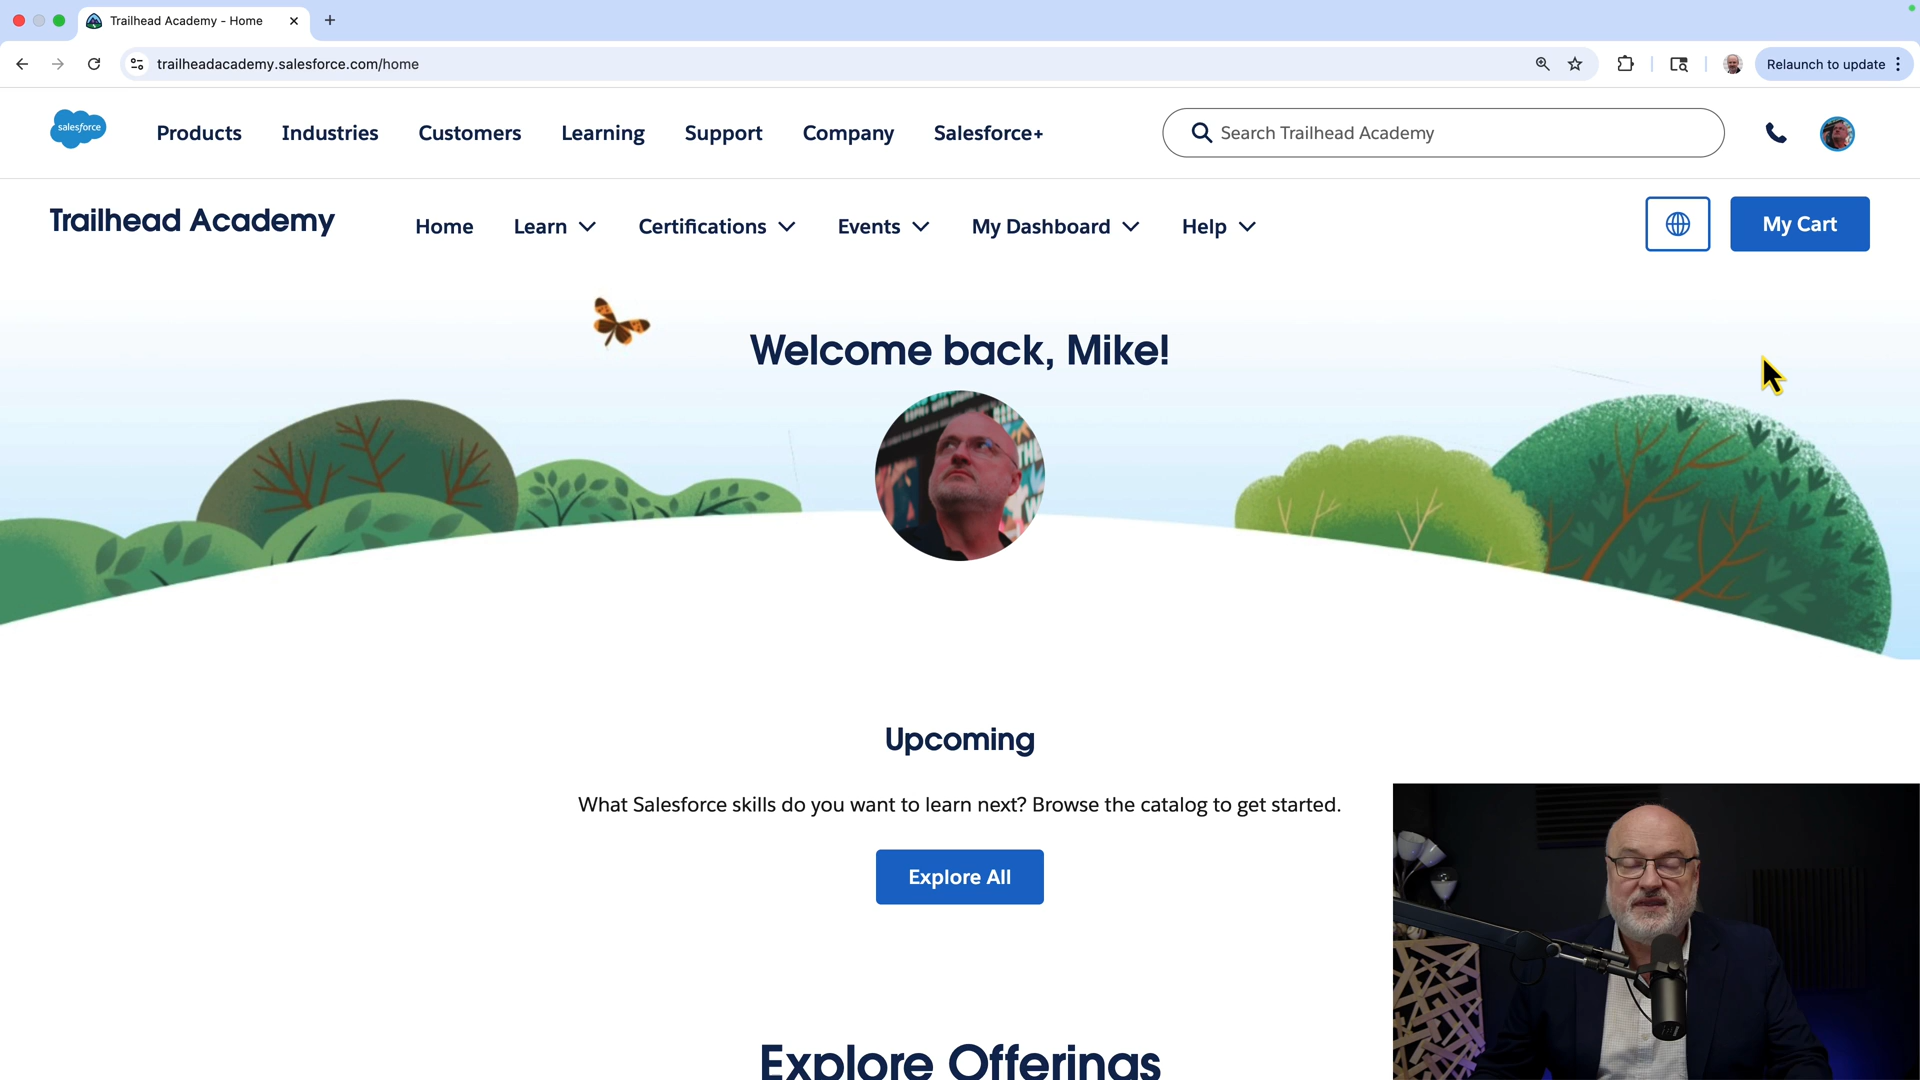 Trailhead Academy - Home
trailheadacademy.salesforce.com/home
Relaunch to update
salesforce
Products
Industries
Customers
Learning
Support
Company
Salesforce+
Search Trailhead Academy
Trailhead Academy
Home
Learn
Certifications
Events
My Dashboard
Help
My Cart
Welcome back, Mike!
Upcoming
What Salesforce skills do you want to learn next? Browse the catalog to get started.
Explore All
Explore Offerings